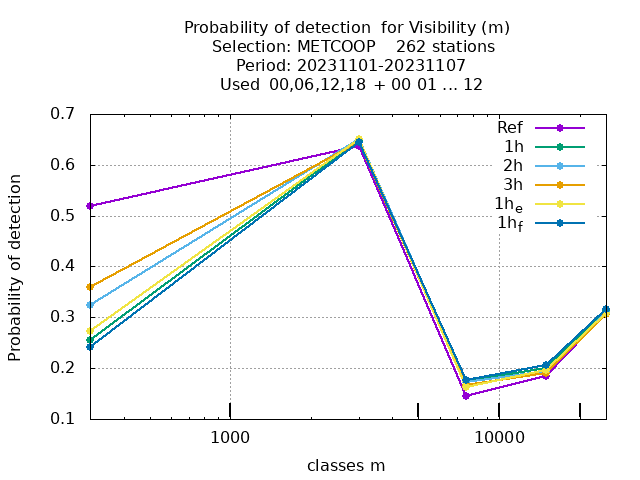 Probability of detection  for Visibility (m)
Selection: METCOOP    262 stations
Period: 20231101-20231107
Used  00,06,12,18  + 00 01 ... 12
Probability of detection
0.7
0.6
0.5
0.4
0.3
0.2
0.1
Ref
1h
2h
3h
1he
1hf
1000
10000
classes m